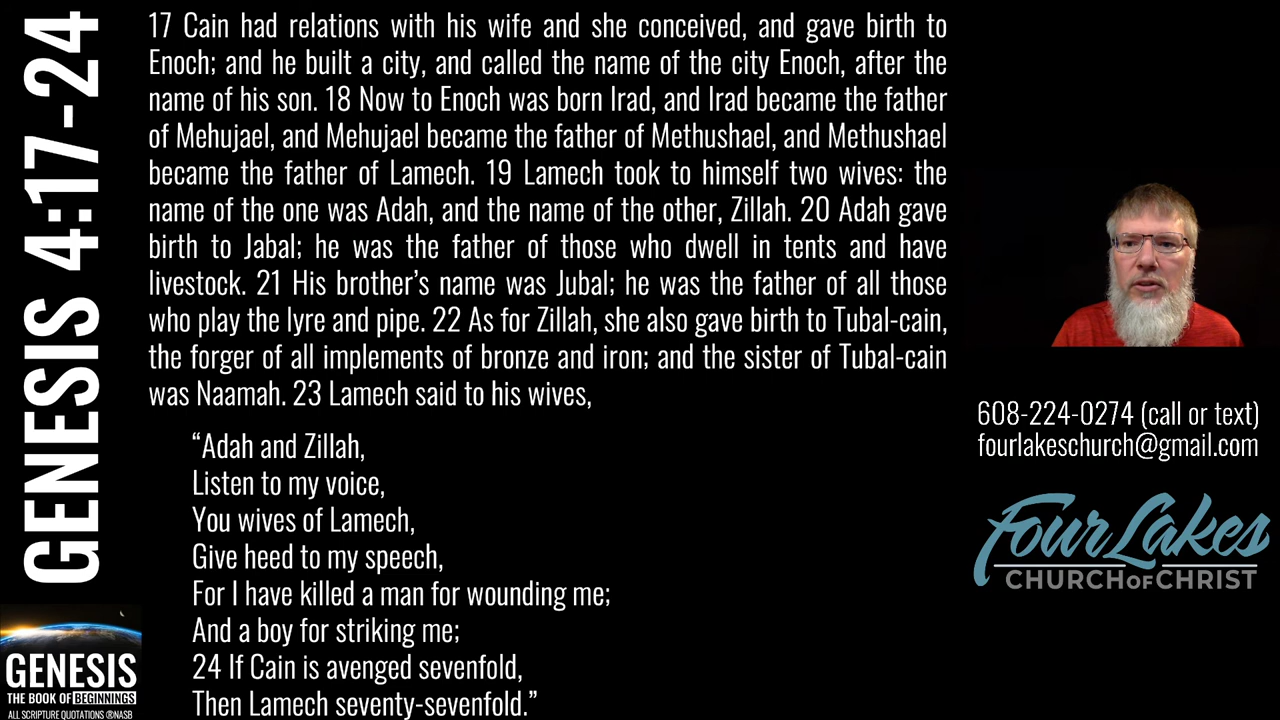 GENESIS 4:17-24
17 Cain had relations with his wife and she conceived, and gave birth to
Enoch; and he built a city, and called the name of the city Enoch, after the
name of his son. 18 Now to Enoch was born Irad, and Irad became the father
of Mehujael, and Mehujael became the father of Methushael, and Methushael
became the father of Lamech. 19 Lamech took to himself two wives: the
name of the one was Adah, and the name of the other, Zillah. 20 Adah gave
birth to Jabal; he was the father of those who dwell in tents and have
livestock. 21 His brother’s name was Jubal; he was the father of all those
who play the lyre and pipe. 22 As for Zillah, she also gave birth to Tubal-cain,
the forger of all implements of bronze and iron; and the sister of Tubal-cain
was Naamah. 23 Lamech said to his wives,
“Adah and Zillah,
Listen to my voice,
You wives of Lamech,
Give heed to my speech,
For I have killed a man for wounding me;
And a boy for striking me;
24 If Cain is avenged sevenfold,
Then Lamech seventy-sevenfold.”
608-224-0274 (call or text)
fourlakeschurch@gmail.com
Four Lakes
CHURCH OF CHRIST
GENESIS
THE BOOK OF BEGINNINGS
ALL SCRIPTURE QUOTATIONS ®NASB